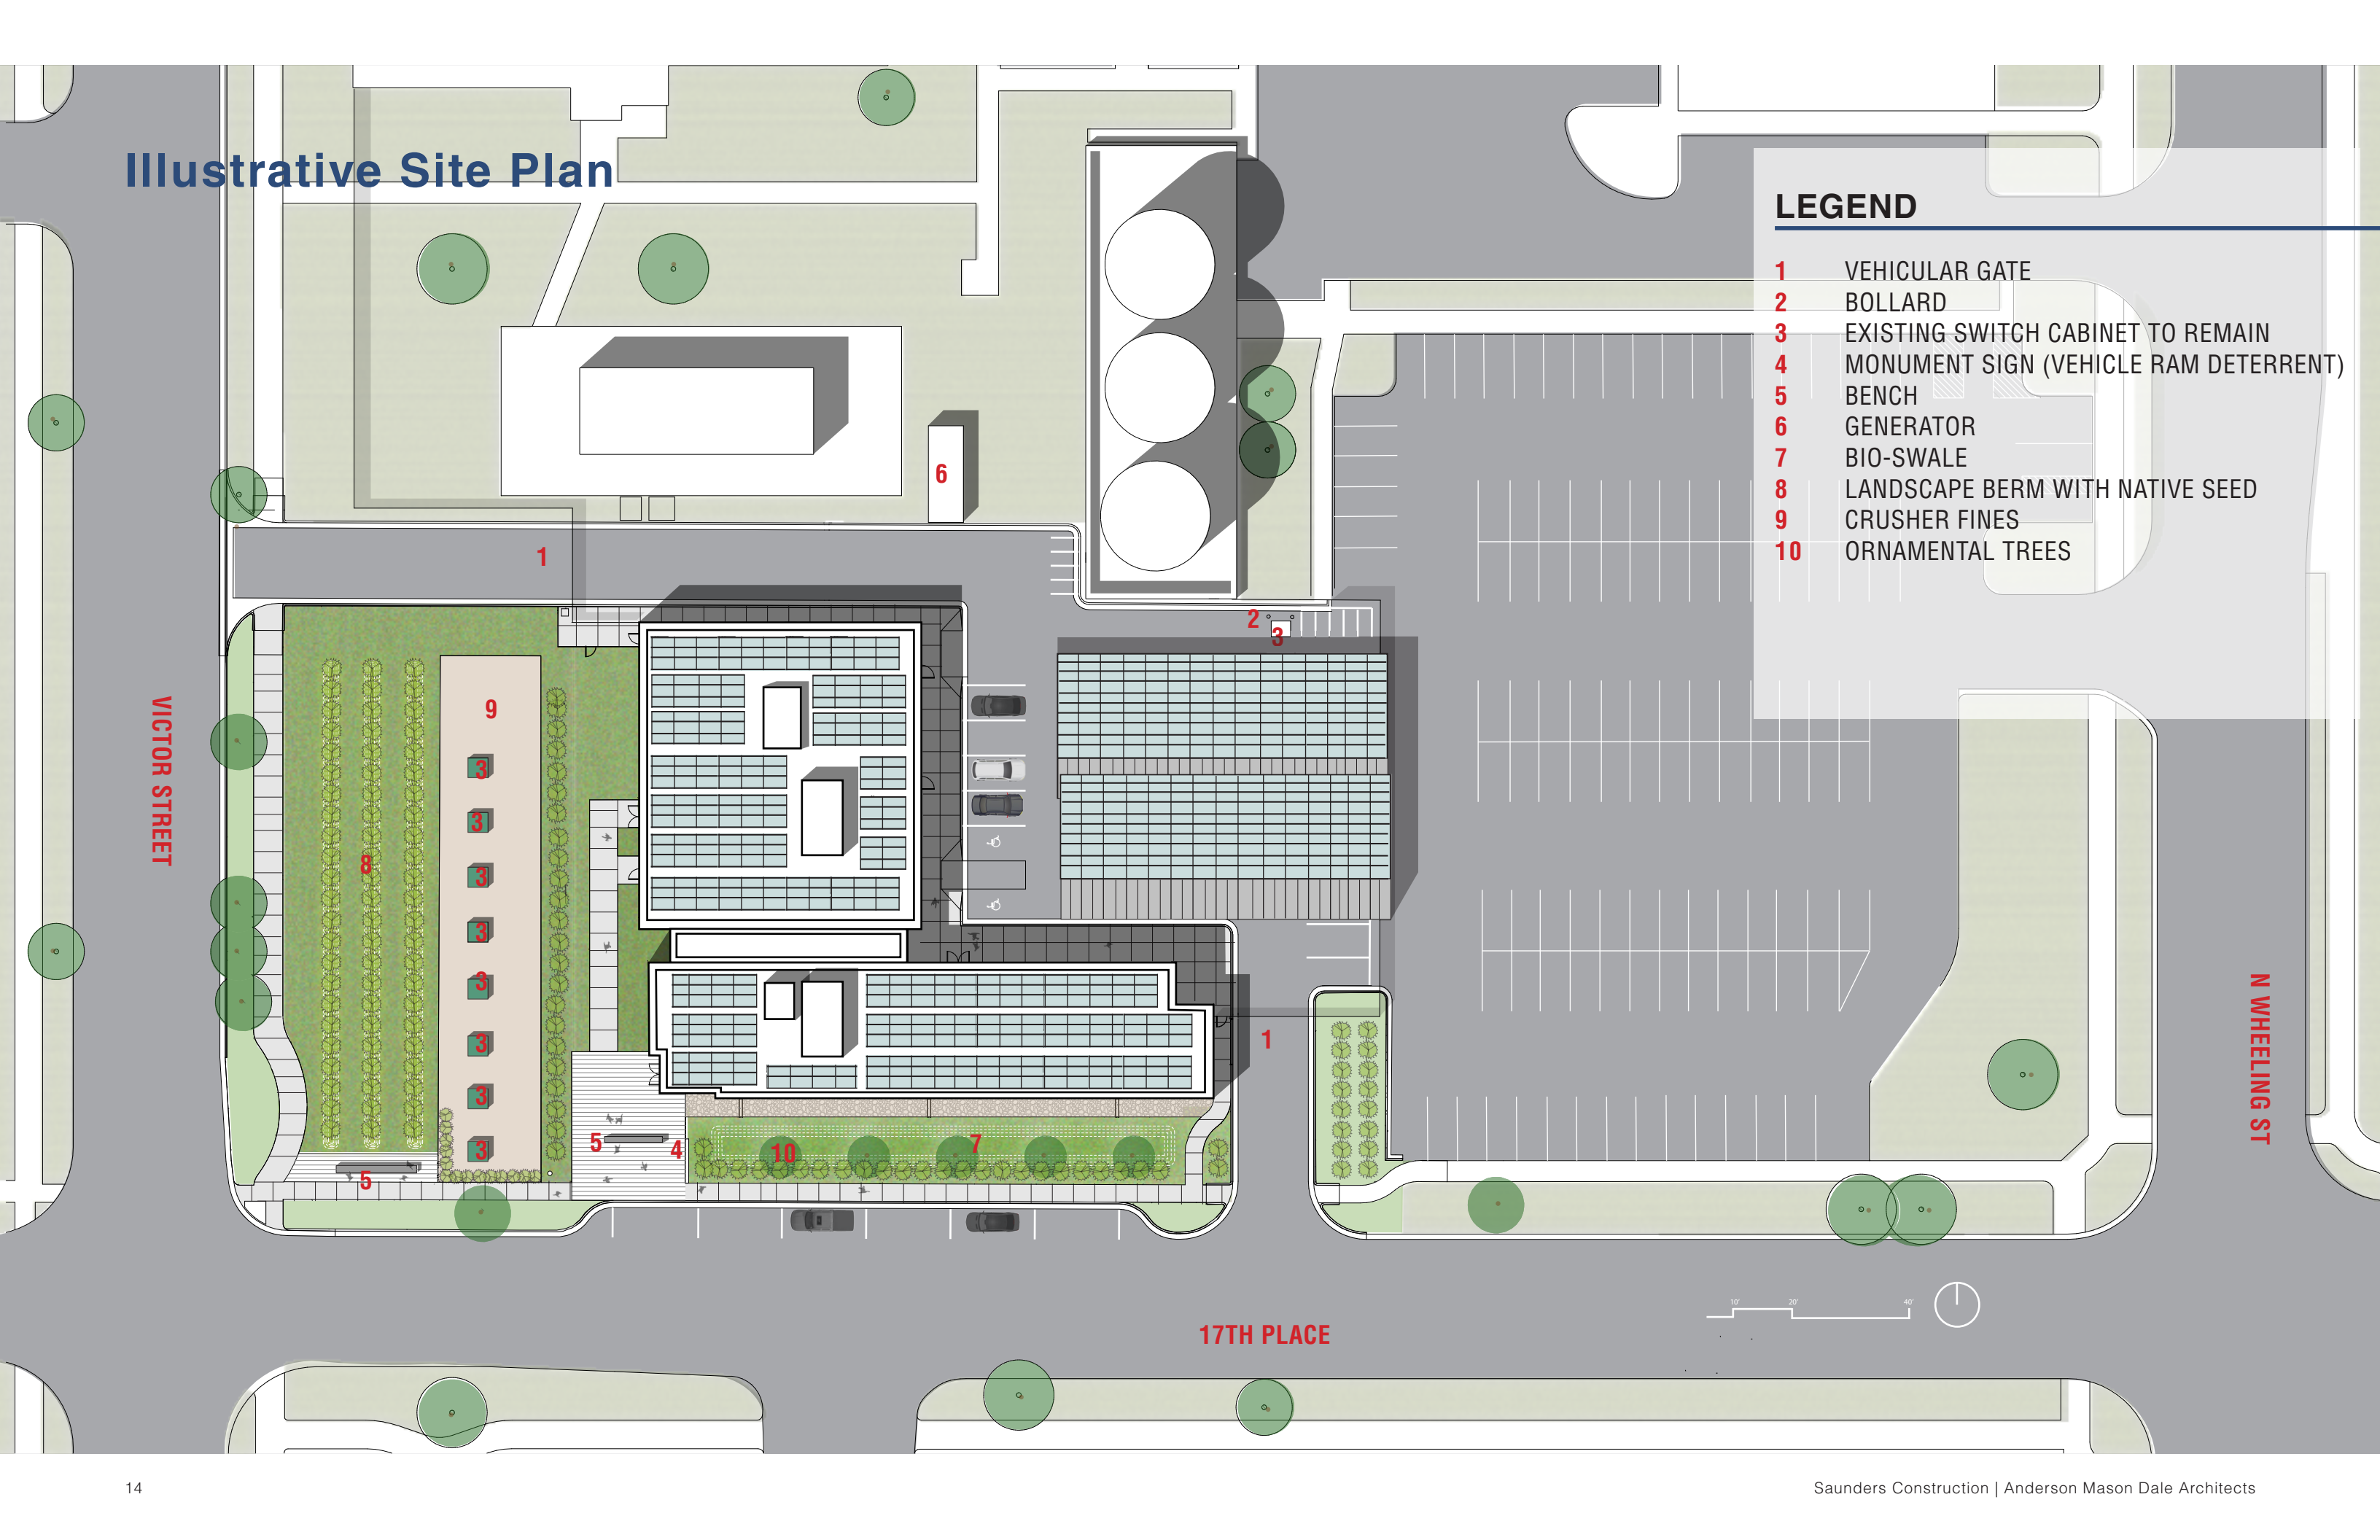 Illustrative Site Plan
LEGEND
1 VEHICULAR GATE
2 BOLLARD
3 EXISTING SWITCH CABINET TO REMAIN
4 MONUMENT SIGN (VEHICLE RAM DETERRENT)
5 BENCH
6 GENERATOR
7 BIO-SWALE
8 LANDSCAPE BERM WITH NATIVE SEED
9 CRUSHER FINES
10 ORNAMENTAL TREES
6
1
2
3
9
3
3
8
3
3
3
3
3
3
1
5
4
10
7
5
VICTOR STREET
N WHEELING ST
17TH PLACE
10'
20'
40'
14
Saunders Construction | Anderson Mason Dale Architects